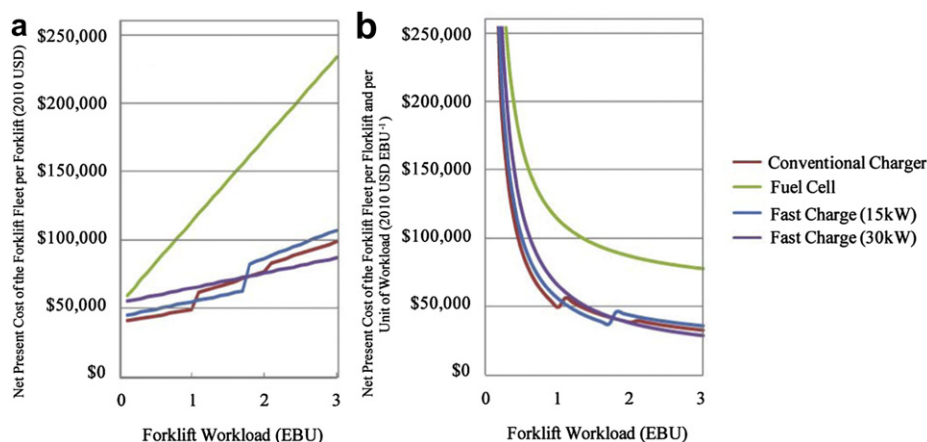 a
Net Present Cost of the Forklift Fleet per Forklift (2010 USD)
$250,000
$200,000
$150,000
$100,000
$50,000
$0
0 1 2 3
Forklift Workload (EBU)
b
Net Present Cost of the Forklift Fleet per Florklift and per
Unit of Workload (2010 USD EBU⁻¹)
$250,000
$200,000
$150,000
$100,000
$50,000
$0
0 1 2 3
Forklift Workload (EBU)
Conventional Charger
Fuel Cell
Fast Charge (15kW)
Fast Charge (30kW)